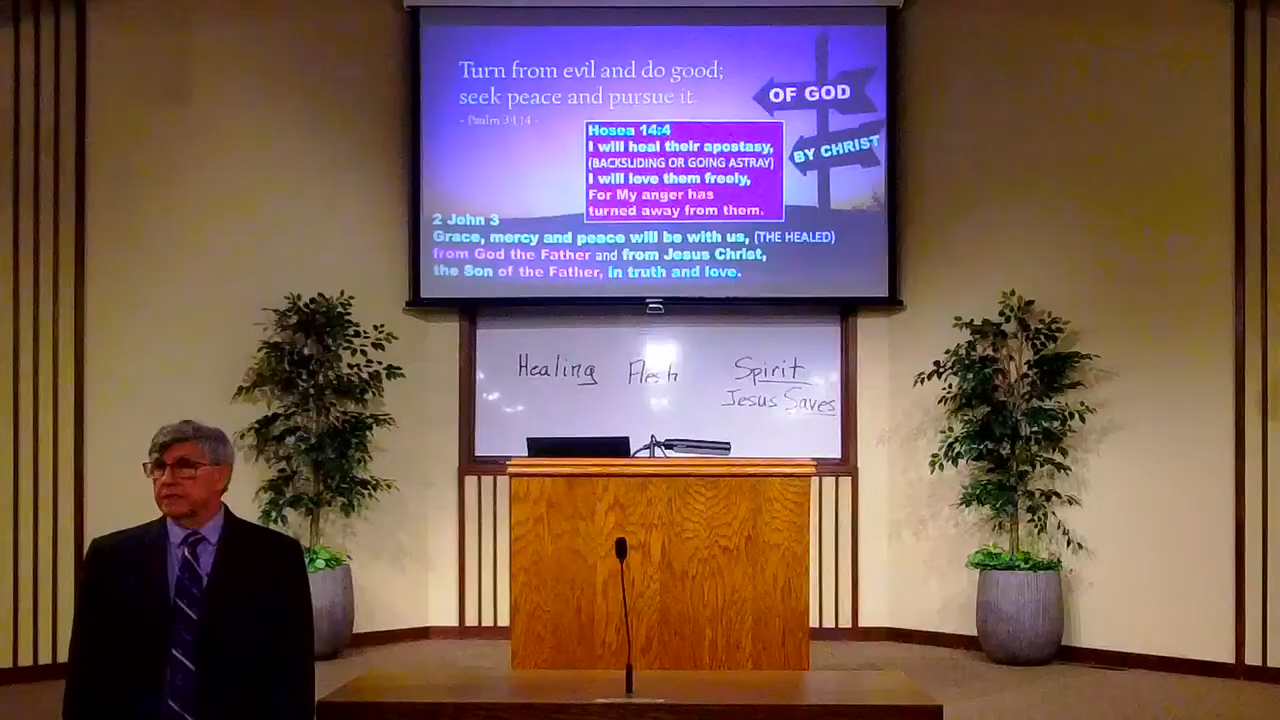 Turn from evil and do good;
seek peace and pursue it.
- Psalm 34:14 -
OF GOD
BY CHRIST
Hosea 14:4
I will heal their apostasy,
(BACKSLIDING OR GOING ASTRAY)
I will love them freely,
For My anger has
turned away from them.
2 John 3
Grace, mercy and peace will be with us, (THE HEALED)
from God the Father and from Jesus Christ,
the Son of the Father, in truth and love.
Healing Flesh Spirit
Jesus Saves